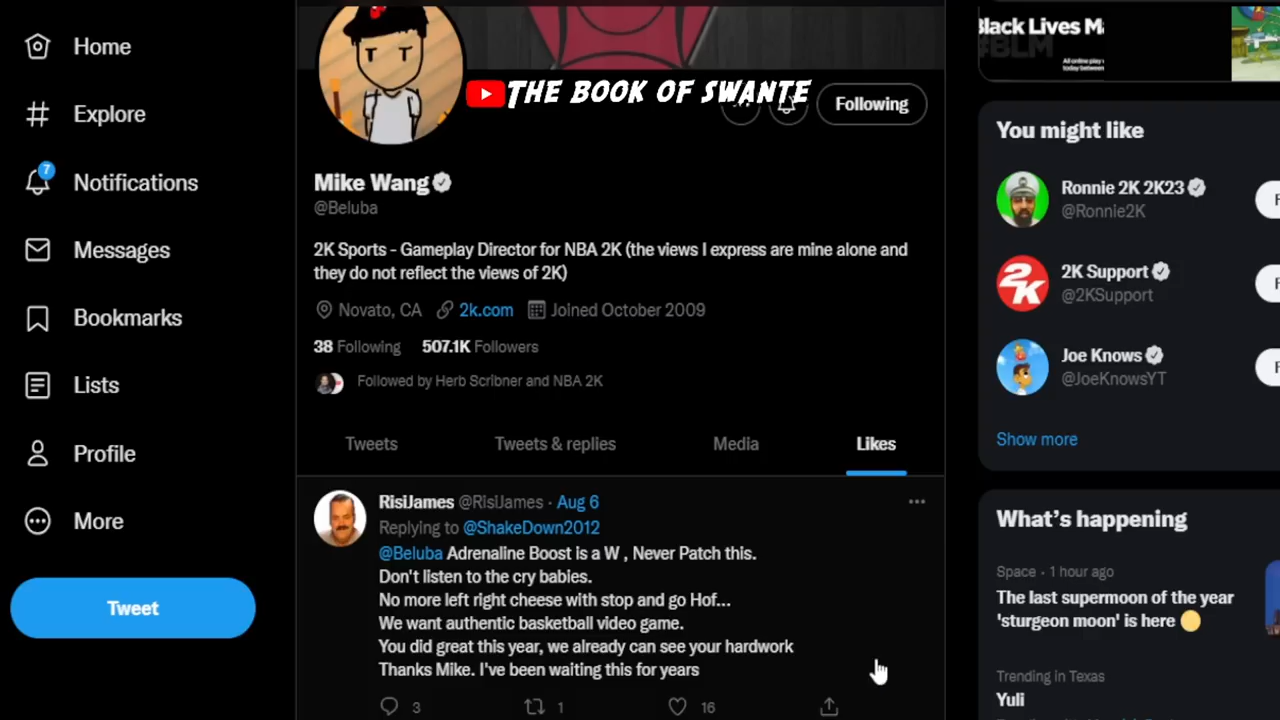 Home
Explore
7
Notifications
Messages
Bookmarks
Lists
Profile
More
Tweet
THE BOOK OF SWANTE
Following
Mike Wang
@Beluba
2K Sports - Gameplay Director for NBA 2K (the views I express are mine alone and
they do not reflect the views of 2K)
Novato, CA 2k.com Joined October 2009
38 Following 507.1K Followers
Followed by Herb Scribner and NBA 2K
Tweets Tweets & replies Media Likes
RisiJames @RisiJames · Aug 6
Replying to @ShakeDown2012
@Beluba Adrenaline Boost is a W , Never Patch this.
Don't listen to the cry babies.
No more left right cheese with stop and go Hof...
We want authentic basketball video game.
You did great this year, we already can see your hardwork
Thanks Mike. I've been waiting this for years
3 1 16
Black Lives Ma
#BLM
All online play
today between
You might like
Ronnie 2K 2K23
@Ronnie2K
F
2K
2K Support
@2KSupport
F
Joe Knows
@JoeKnowsYT
F
Show more
What's happening
Space · 1 hour ago
The last supermoon of the year
'sturgeon moon' is here
Trending in Texas
Yuli